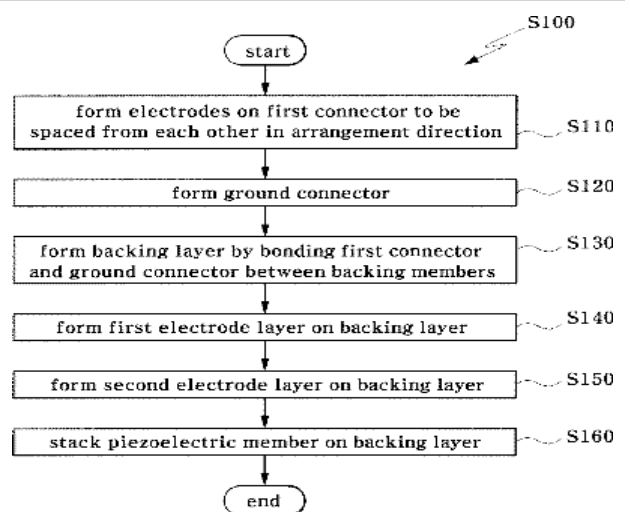 S100
start
form electrodes on first connector to be
spaced from each other in arrangement direction
S110
form ground connector
S120
form backing layer by bonding first connector
and ground connector between backing members
S130
form first electrode layer on backing layer
S140
form second electrode layer on backing layer
S150
stack piezoelectric member on backing layer
S160
end